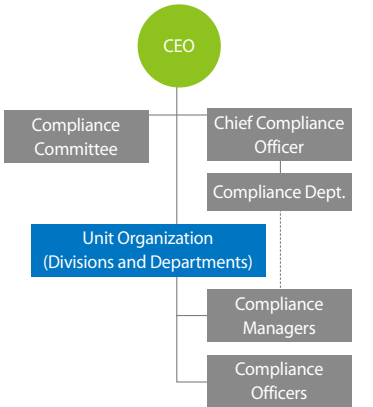 CEO
Compliance
Committee
Chief Compliance
Officer
Compliance Dept.
Unit Organization
(Divisions and Departments)
Compliance
Managers
Compliance
Officers